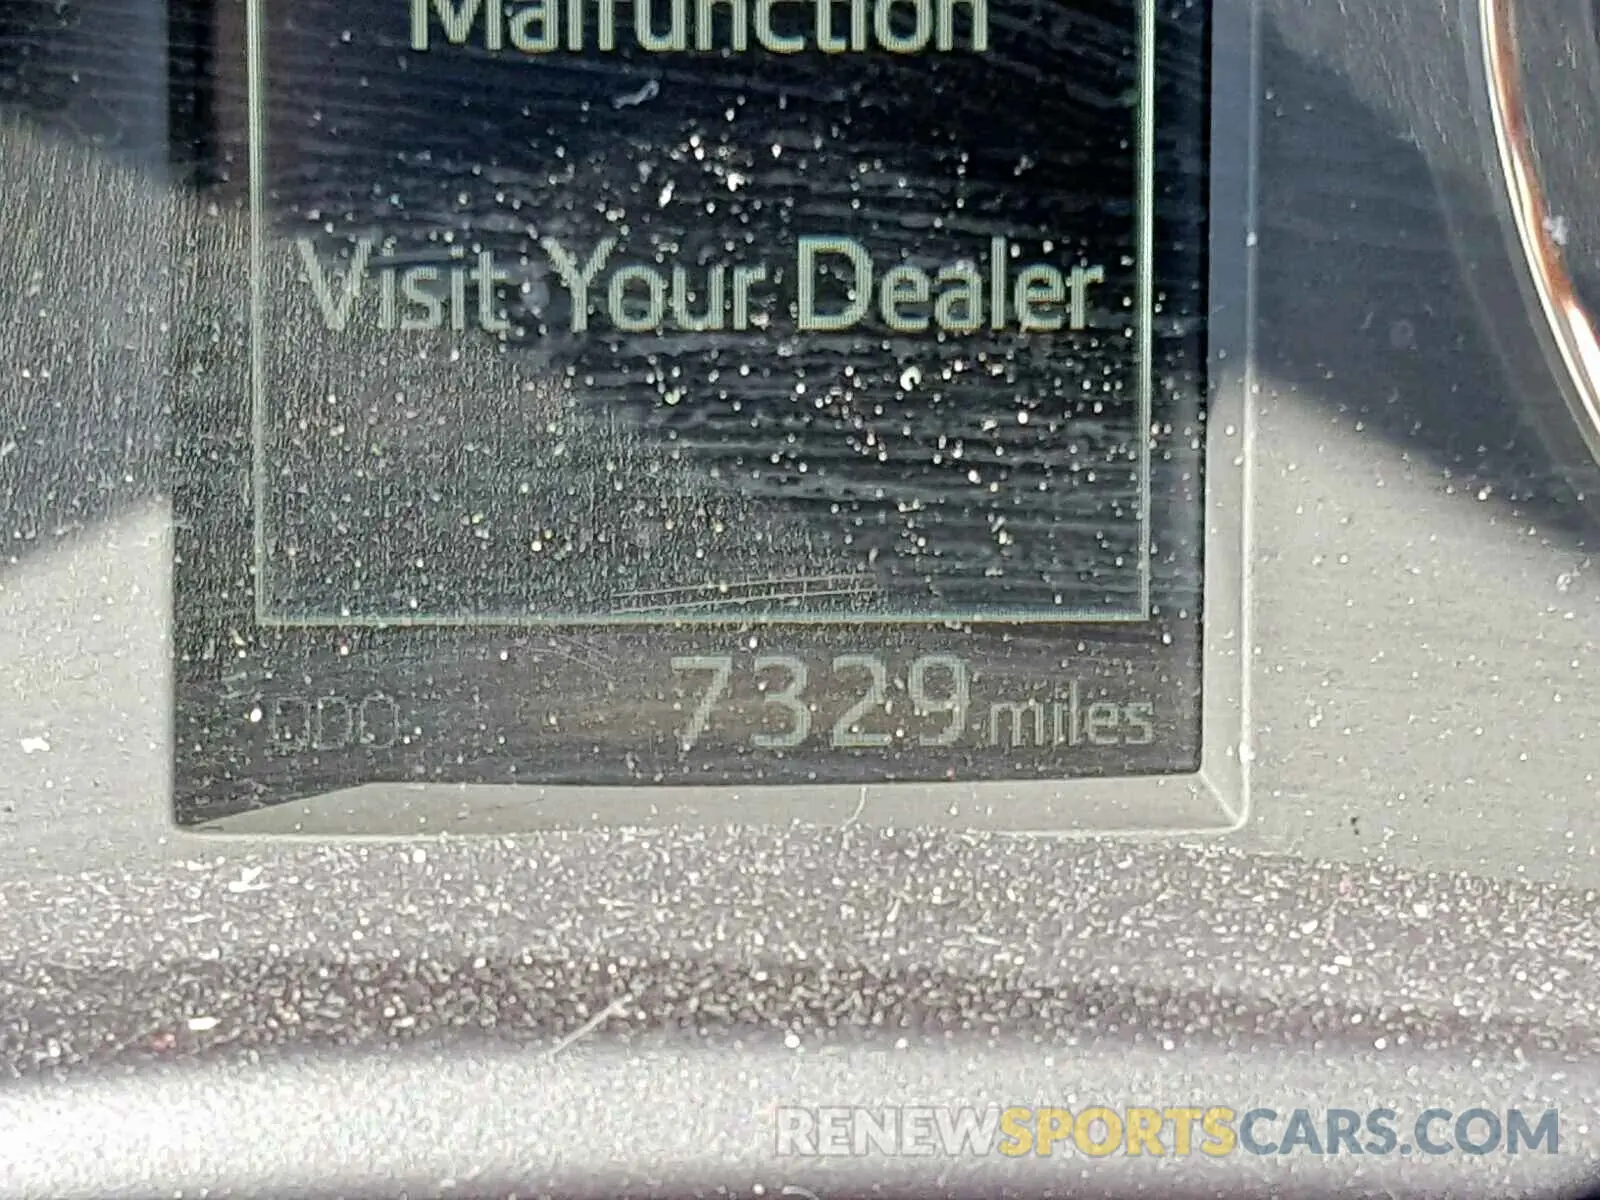 Malfunction
Visit Your Dealer
ODO 7329 miles
RENEWSPORTSCARS.COM